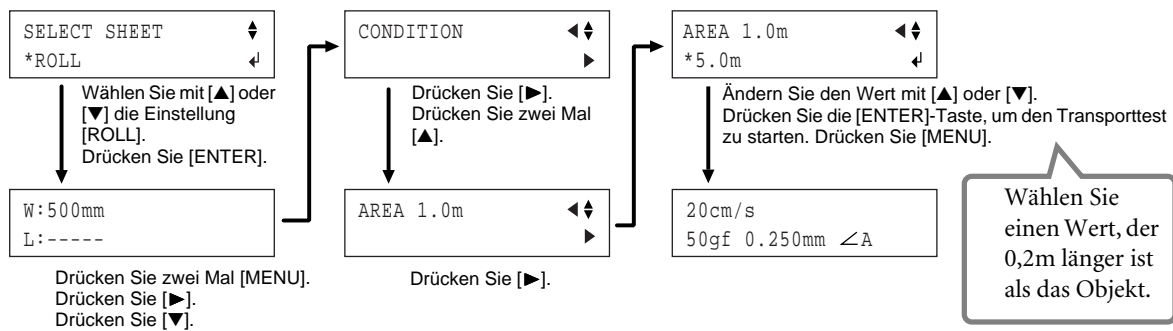 SELECT SHEET ▲▼
*ROLL ↵
Wählen Sie mit [▲] oder
[▼] die Einstellung
[ROLL].
Drücken Sie [ENTER].
W:500mm
L:-----
Drücken Sie zwei Mal [MENU].
Drücken Sie [►].
Drücken Sie [▼].
CONDITION ◄▲▼
►
Drücken Sie [►].
Drücken Sie zwei Mal
[▲].
AREA 1.0m ◄▲▼
►
Drücken Sie [►].
AREA 1.0m ◄▲▼
*5.0m ↵
Ändern Sie den Wert mit [▲] oder [▼].
Drücken Sie die [ENTER]-Taste, um den Transporttest
zu starten. Drücken Sie [MENU].
20cm/s
50gf 0.250mm ∠A
Wählen Sie
einen Wert, der
0,2m länger ist
als das Objekt.